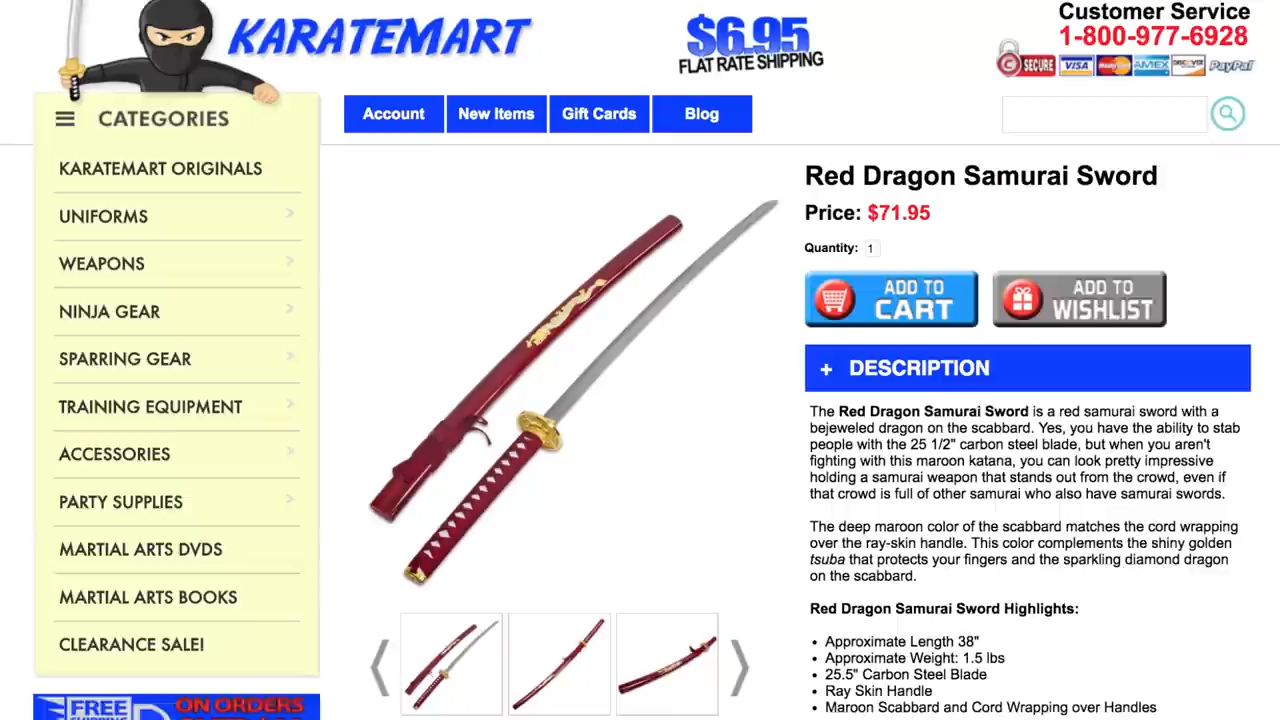 KARATEMART
$6.95
FLAT RATE SHIPPING
Customer Service
1-800-977-6928
SECURE VISA MasterCard AMEX DISCOVER PayPal
CATEGORIES
Account New Items Gift Cards Blog
KARATEMART ORIGINALS
UNIFORMS
WEAPONS
NINJA GEAR
SPARRING GEAR
TRAINING EQUIPMENT
ACCESSORIES
PARTY SUPPLIES
MARTIAL ARTS DVDS
MARTIAL ARTS BOOKS
CLEARANCE SALE!
FREE
ON ORDERS
Red Dragon Samurai Sword
Price: $71.95
Quantity: 1
ADD TO
CART
ADD TO
WISHLIST
+ DESCRIPTION
The Red Dragon Samurai Sword is a red samurai sword with a
bejeweled dragon on the scabbard. Yes, you have the ability to stab
people with the 25 1/2" carbon steel blade, but when you aren't
fighting with this maroon katana, you can look pretty impressive
holding a samurai weapon that stands out from the crowd, even if
that crowd is full of other samurai who also have samurai swords.
The deep maroon color of the scabbard matches the cord wrapping
over the ray-skin handle. This color complements the shiny golden
tsuba that protects your fingers and the sparkling diamond dragon
on the scabbard.
Red Dragon Samurai Sword Highlights:
• Approximate Length 38"
• Approximate Weight: 1.5 lbs
• 25.5" Carbon Steel Blade
• Ray Skin Handle
• Maroon Scabbard and Cord Wrapping over Handles